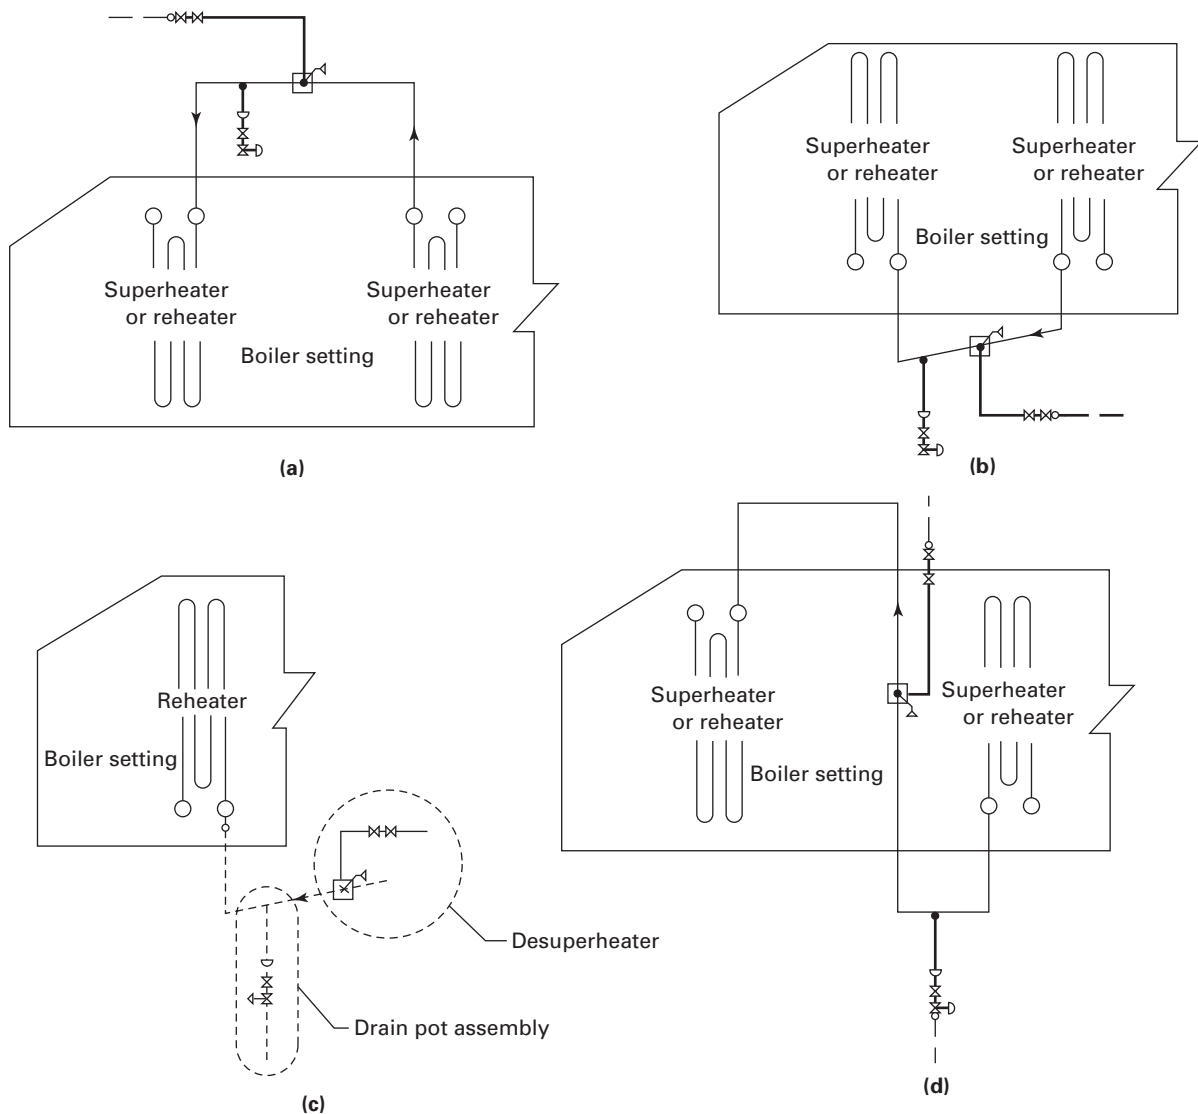 Superheater
or reheater
Superheater
or reheater
Boiler setting
(a)
Superheater
or reheater
Superheater
or reheater
Boiler setting
(b)
Reheater
Boiler setting
Desuperheater
Drain pot assembly
(c)
Superheater
or reheater
Superheater
or reheater
Boiler setting
(d)